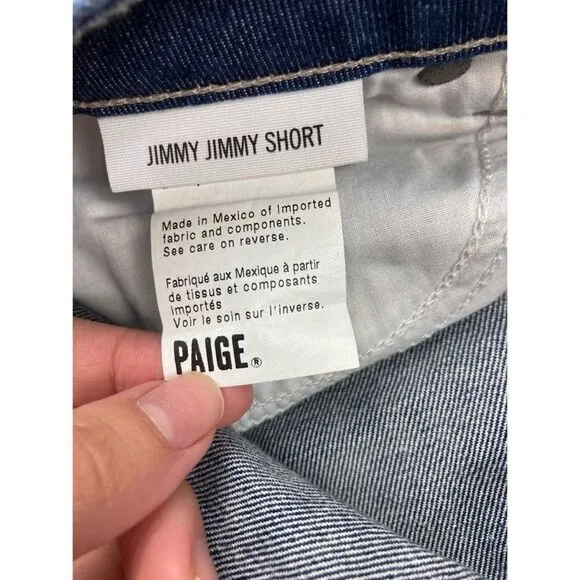 JIMMY JIMMY SHORT
Made in Mexico of Imported
fabric and components.
See care on reverse.
Fabriqué aux Mexique à partir
de tissus et composants
importés
Voir le soin sur l'inverse.
PAIGE®